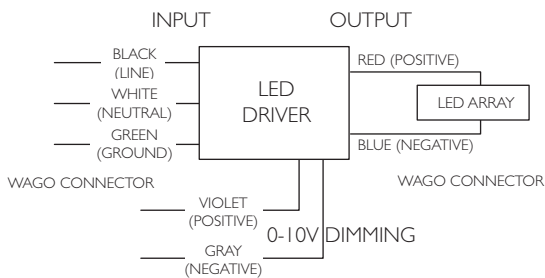 INPUT
OUTPUT
BLACK
(LINE)
WHITE
(NEUTRAL)
GREEN
(GROUND)
WAGO CONNECTOR
LED
DRIVER
RED (POSITIVE)
LED ARRAY
BLUE (NEGATIVE)
WAGO CONNECTOR
VIOLET
(POSITIVE)
0-10V DIMMING
GRAY
(NEGATIVE)